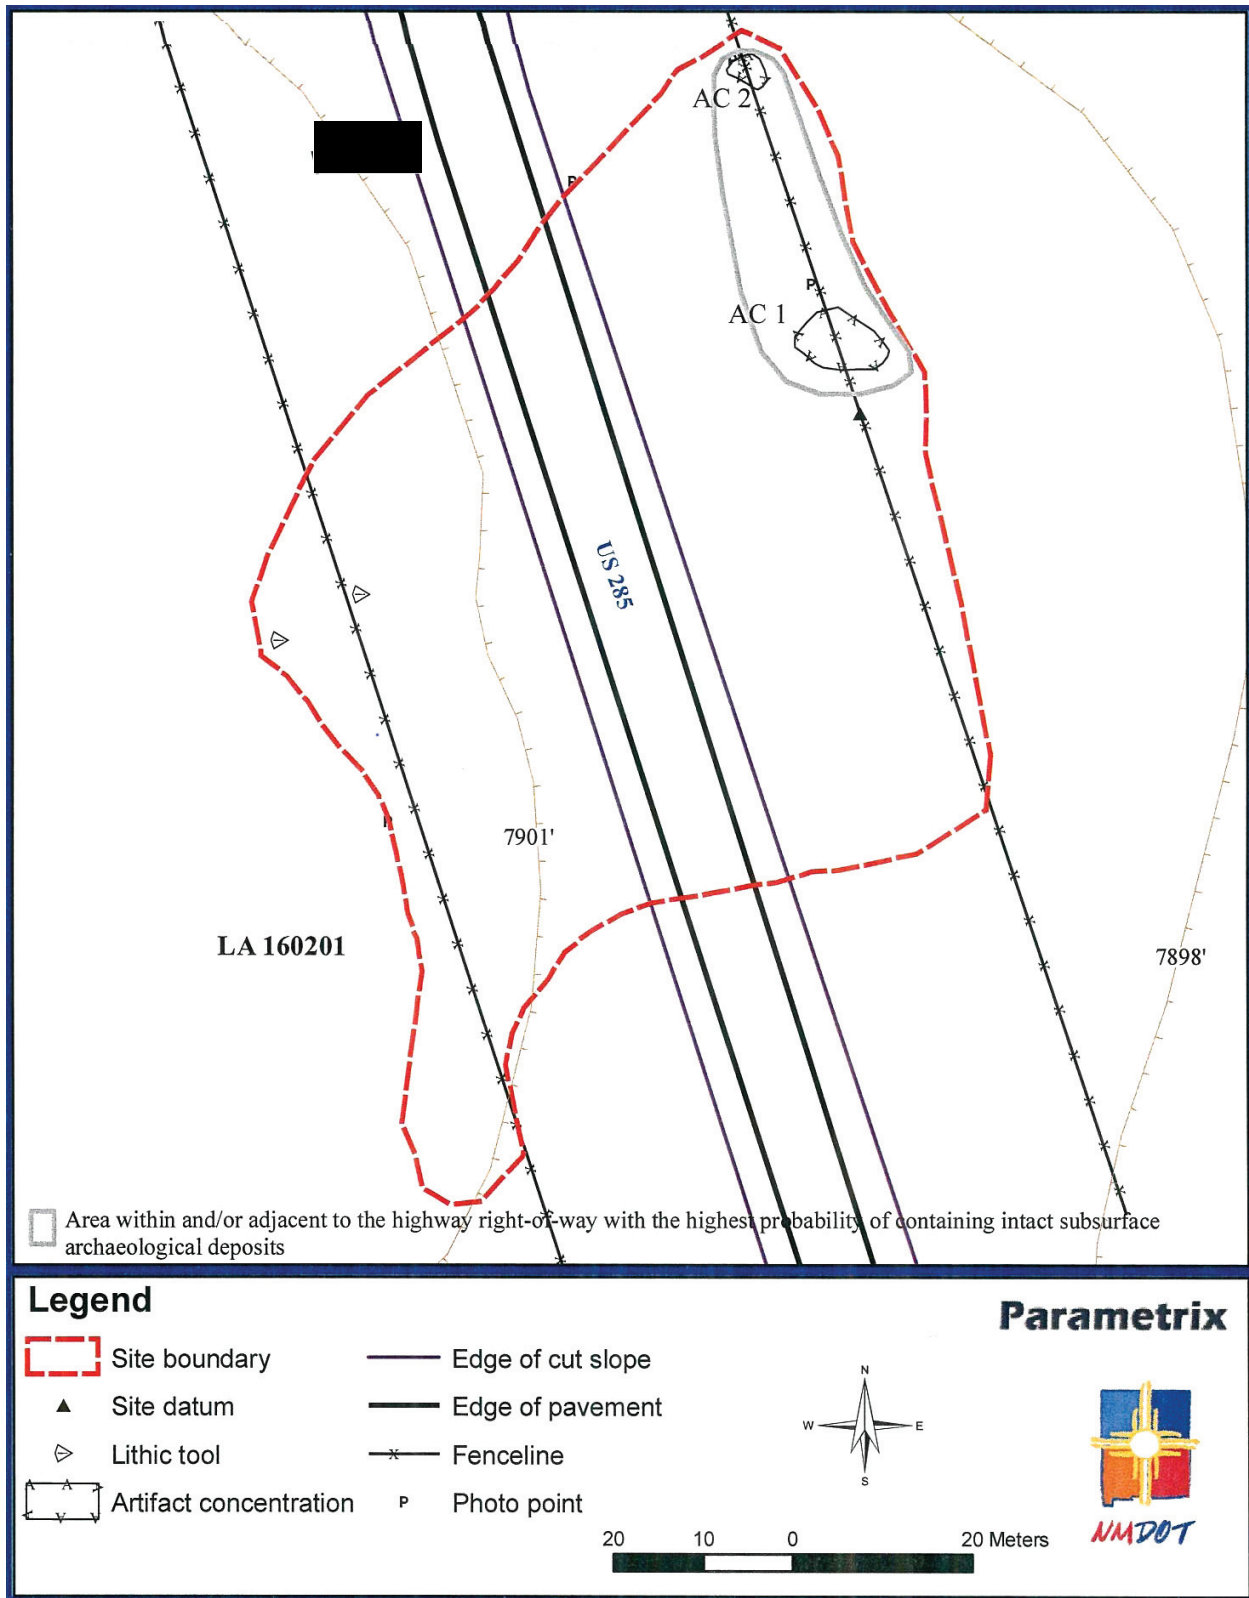 AC 2
P
P
AC 1
US 285
P
7901'
LA 160201
7898'
Area within and/or adjacent to the highway right-of-way with the highest probability of containing intact subsurface
archaeological deposits
Legend
Parametrix
Site boundary
Edge of cut slope
Site datum
Edge of pavement
Lithic tool
Fenceline
Artifact concentration
P Photo point
N
W E
S
20 10 0 20 Meters
NMDOT